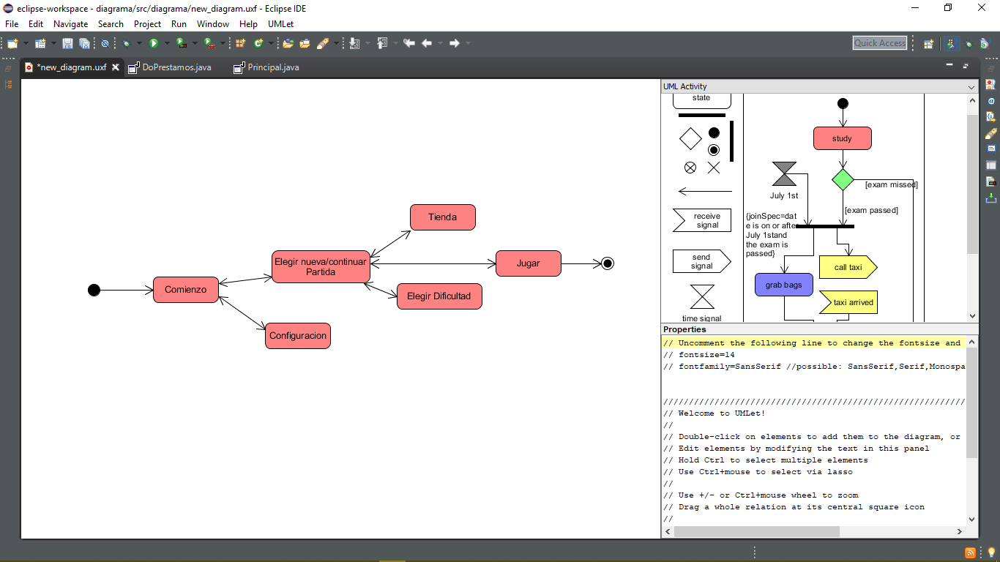 eclipse-workspace - diagrama/src/diagrama/new_diagram.uxf - Eclipse IDE
File Edit Navigate Search Project Run Window Help UMLet
Quick Access
*new_diagram.uxf DoPrestamos.java Principal.java
Tienda
Elegir nueva/continuar
Partida
Jugar
Comienzo
Elegir Dificultad
Configuracion
UML Activity
state
study
[exam missed]
July 1st
[exam passed]
receive
signal
{joinSpec=dat
e is on or after
July 1stand
the exam is
passed}
send
signal
call taxi
grab bags
taxi arrived
time signal
Properties
// Uncomment the following line to change the fontsize and
// fontsize=14
// fontfamily=SansSerif //possible: SansSerif,Serif,Monospa
///////////////////////////////////////////////////////////
// Welcome to UMLet!
//
// Double-click on elements to add them to the diagram, or
// Edit elements by modifying the text in this panel
// Hold Ctrl to select multiple elements
// Use Ctrl+mouse to select via lasso
//
// Use +/- or Ctrl+mouse wheel to zoom
// Drag a whole relation at its central square icon
//